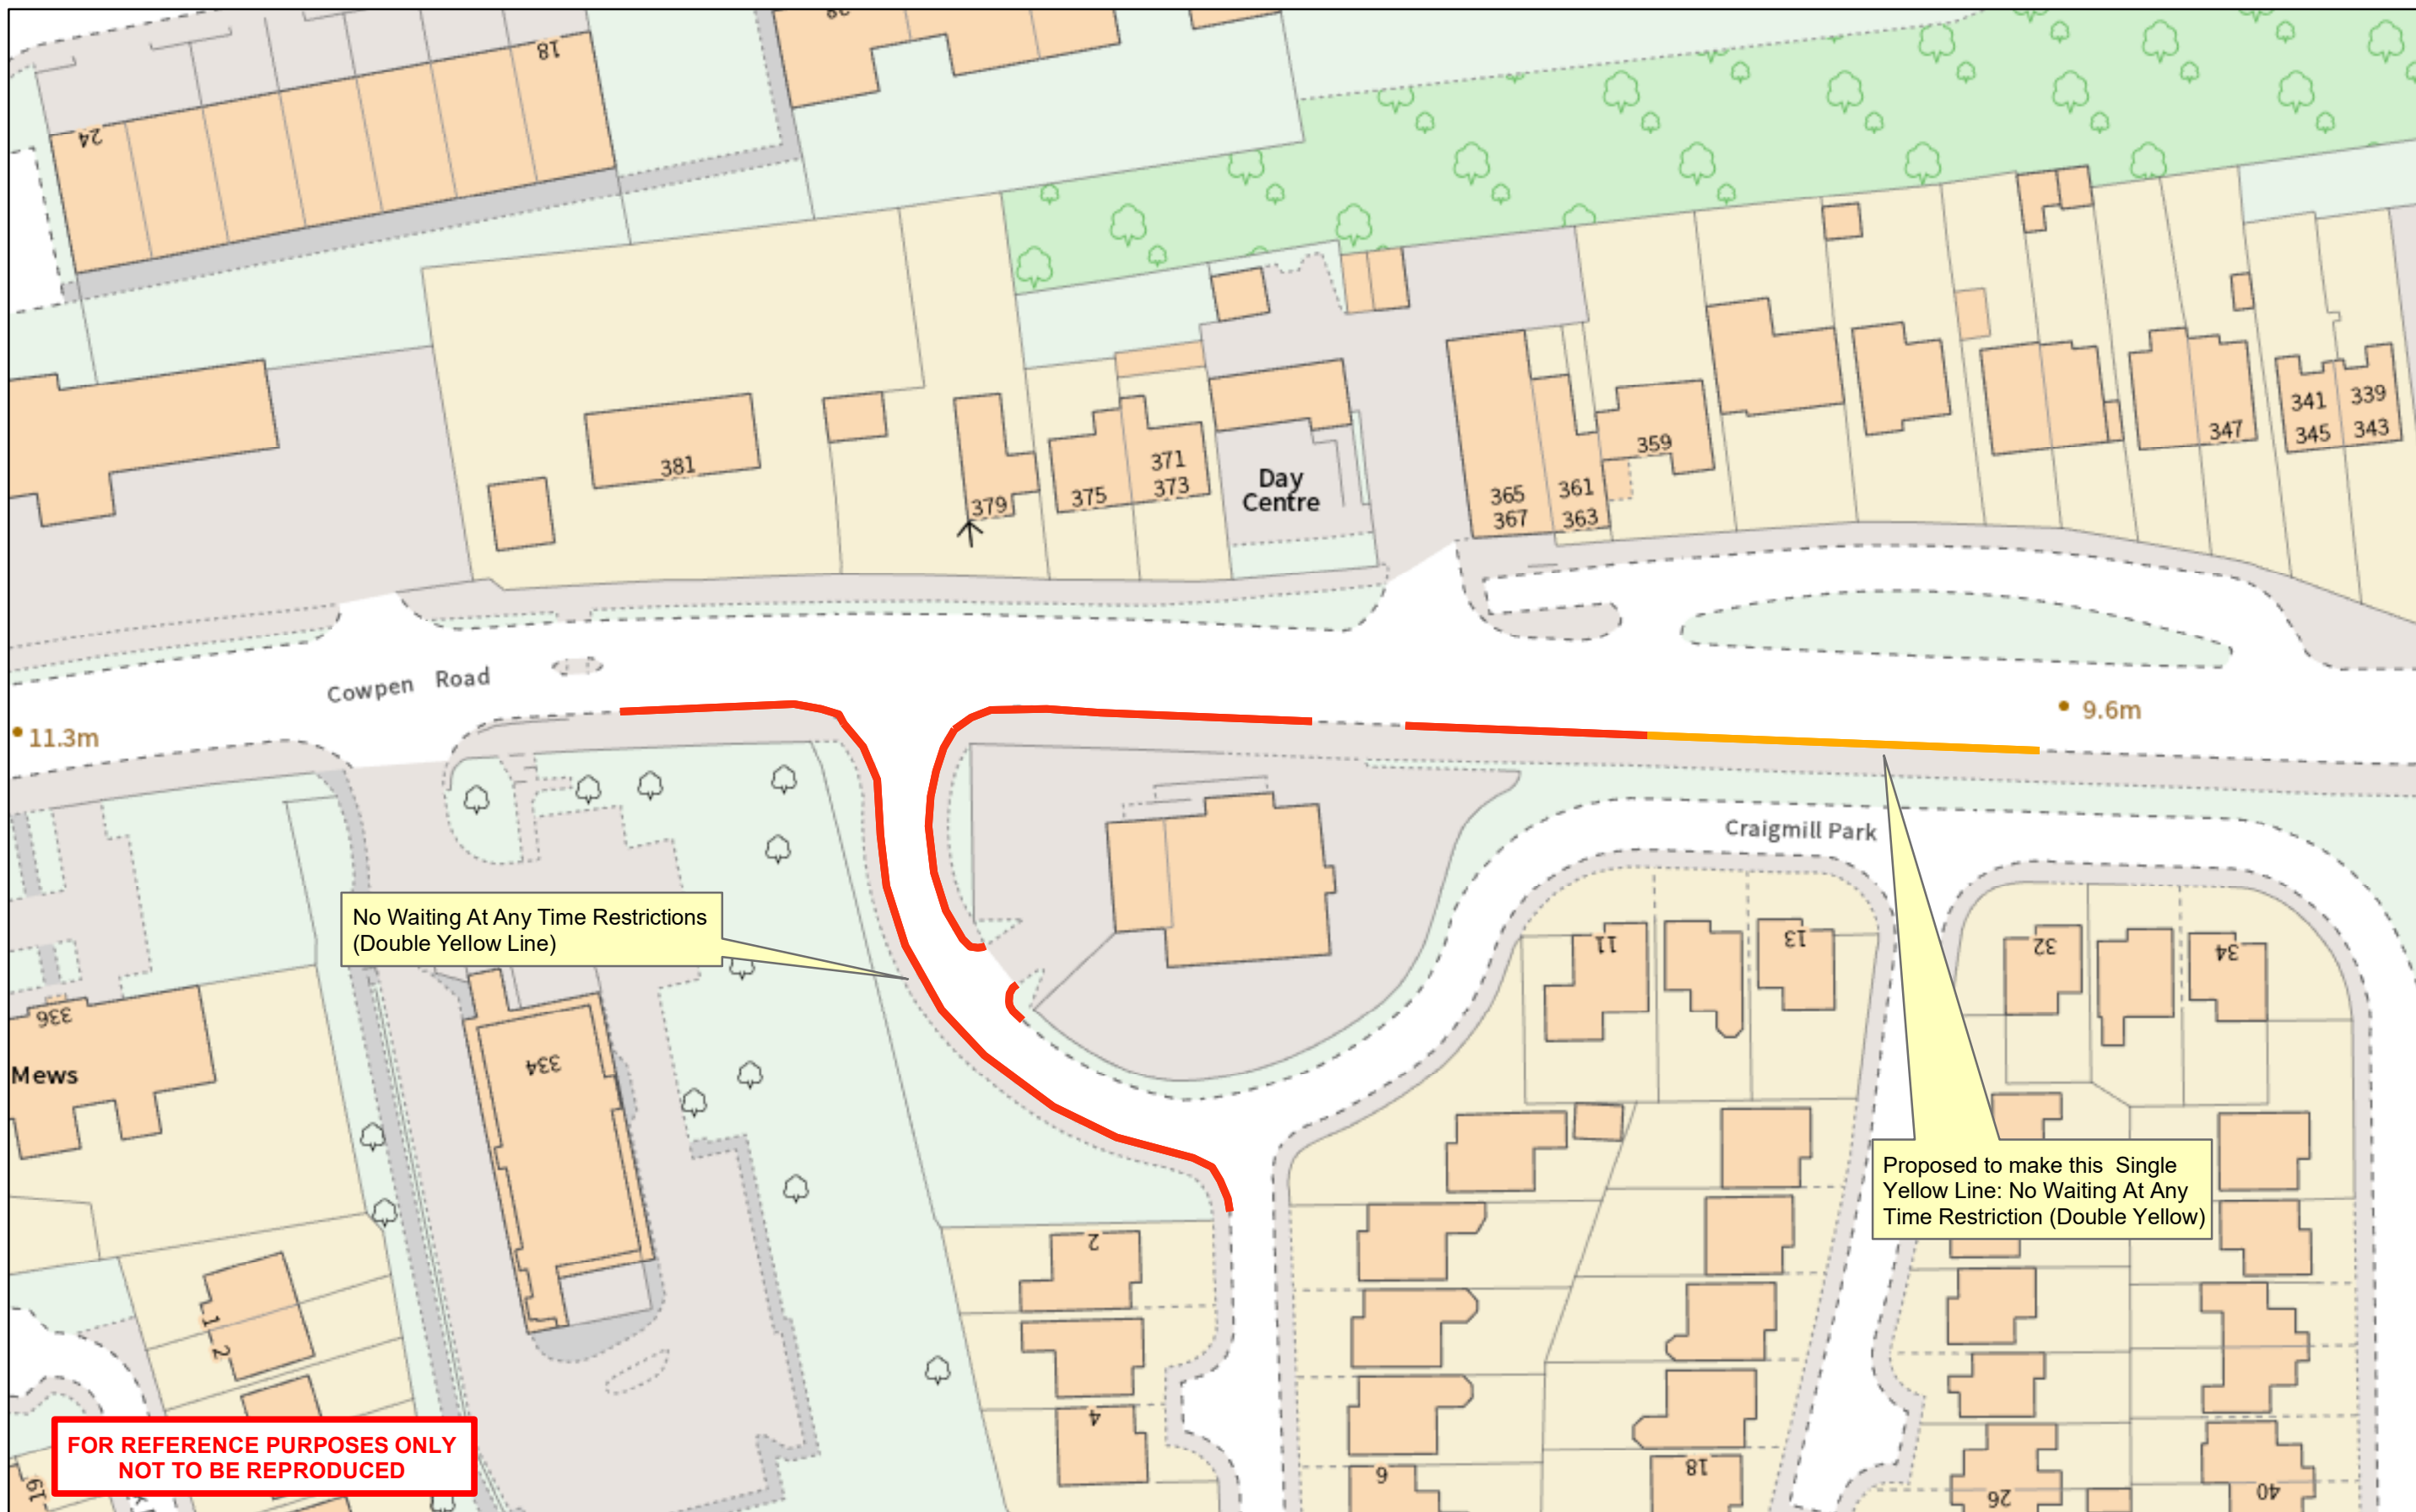 18
24
381
379
375
371
373
Day
Centre
365
367
361
363
359
347
341
339
345
343
Cowpen Road
11.3m
9.6m
Craigmill Park
No Waiting At Any Time Restrictions
(Double Yellow Line)
11
13
32
34
336
Mews
334
Proposed to make this Single
Yellow Line: No Waiting At Any
Time Restriction (Double Yellow)
2
1
2
4
FOR REFERENCE PURPOSES ONLY
NOT TO BE REPRODUCED
19
6
18
26
40